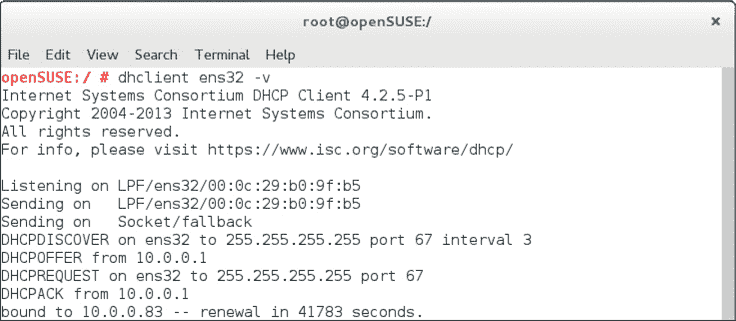 root@openSUSE:/ ×
File Edit View Search Terminal Help
openSUSE:/ # dhclient ens32 -v
Internet Systems Consortium DHCP Client 4.2.5-P1
Copyright 2004-2013 Internet Systems Consortium.
All rights reserved.
For info, please visit https://www.isc.org/software/dhcp/

Listening on LPF/ens32/00:0c:29:b0:9f:b5
Sending on   LPF/ens32/00:0c:29:b0:9f:b5
Sending on   Socket/fallback
DHCPDISCOVER on ens32 to 255.255.255.255 port 67 interval 3
DHCPOFFER from 10.0.0.1
DHCPREQUEST on ens32 to 255.255.255.255 port 67
DHCPACK from 10.0.0.1
bound to 10.0.0.83 -- renewal in 41783 seconds.